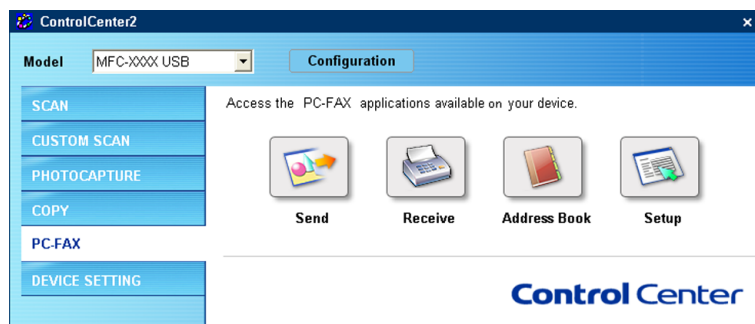 ControlCenter2
Model MFC-XXXX USB Configuration
SCAN
CUSTOM SCAN
PHOTOCAPTURE
COPY
PC-FAX
DEVICE SETTING
Access the PC-FAX applications available on your device.
Send Receive Address Book Setup
Control Center